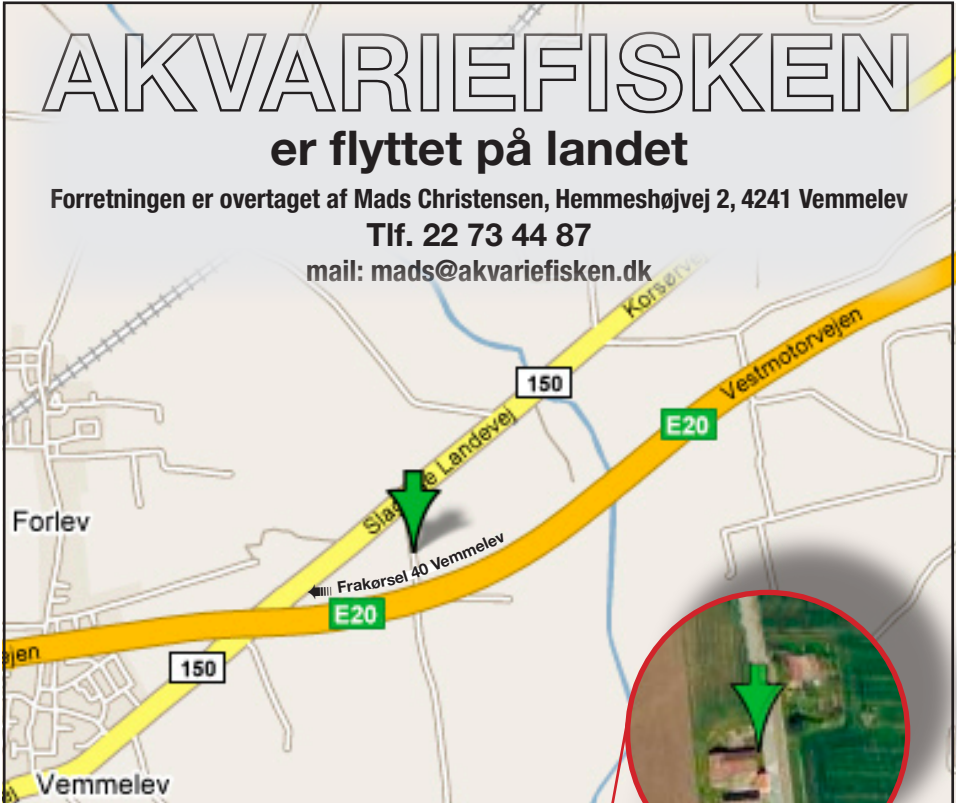 AKVARIEFISKEN
er flyttet på landet
Forretningen er overtaget af Mads Christensen, Hemmeshøjvej 2, 4241 Vemmelev
Tlf. 22 73 44 87
mail: mads@akvariefisken.dk
150
Vestmotorvejen
E20
Landevej
Forlev
Frakørsel 40 Vemmelev
E20
150
Vemmelev